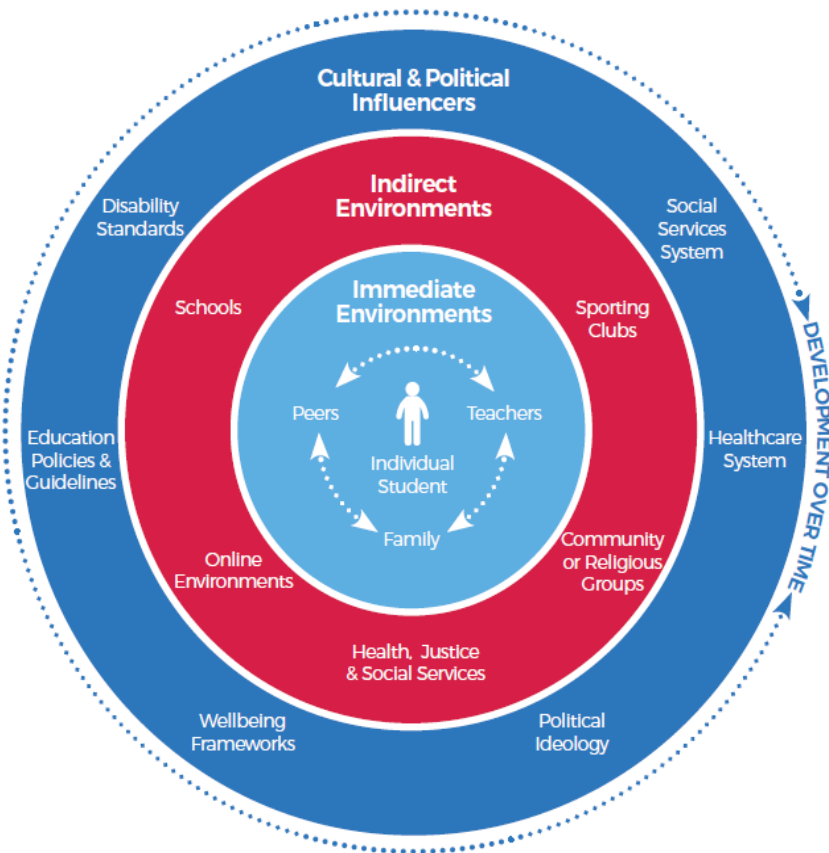 Cultural & Political
Influencers
Indirect
Environments
Immediate
Environments
Disability
Standards
Social
Services
System
Schools
Sporting
Clubs
Peers
Teachers
Individual
Student
Family
Education
Policies &
Guidelines
Healthcare
System
DEVELOPMENT OVER TIME
Online
Environments
Community
or Religious
Groups
Health, Justice
& Social Services
Wellbeing
Frameworks
Political
Ideology